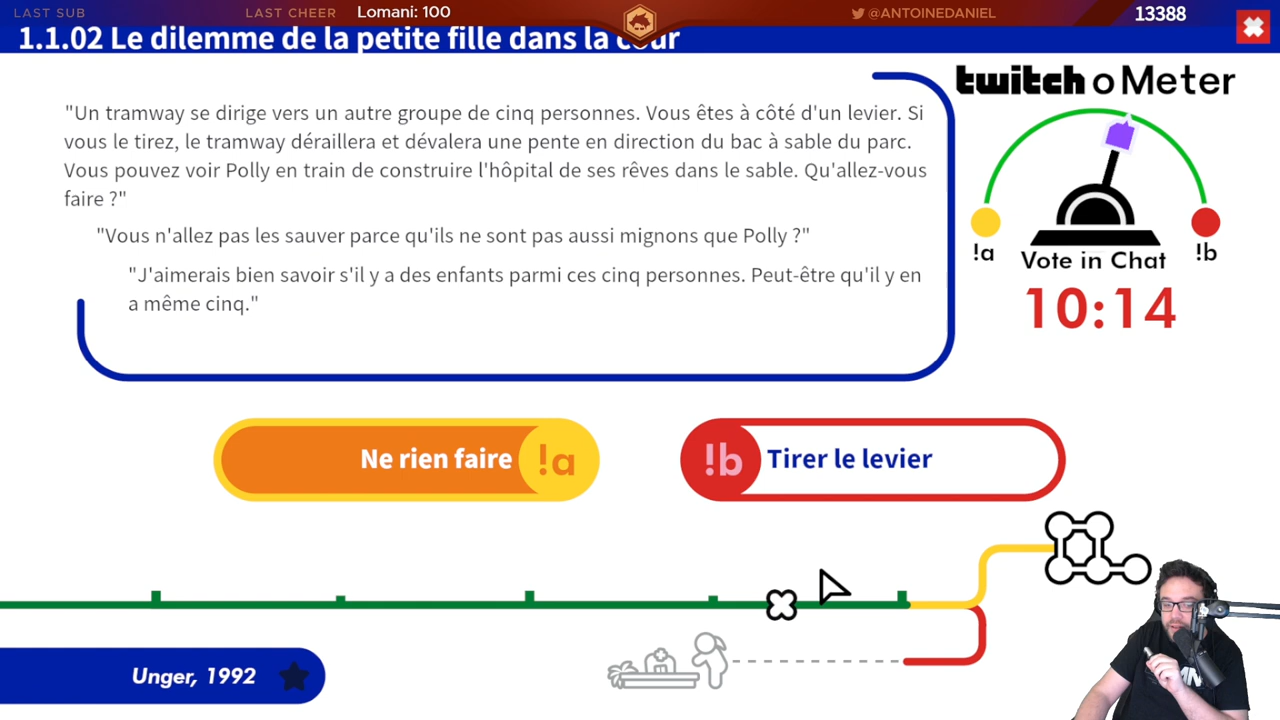 LAST SUB
LAST CHEER
Lomani: 100
@ANTOINEDANIEL
13388
1.1.02 Le dilemme de la petite fille dans la cour
"Un tramway se dirige vers un autre groupe de cinq personnes. Vous êtes à côté d'un levier. Si
vous le tirez, le tramway déraillera et dévalera une pente en direction du bac à sable du parc.
Vous pouvez voir Polly en train de construire l'hôpital de ses rêves dans le sable. Qu'allez-vous
faire ?"
"Vous n'allez pas les sauver parce qu'ils ne sont pas aussi mignons que Polly ?"
"J'aimerais bien savoir s'il y a des enfants parmi ces cinq personnes. Peut-être qu'il y en
a même cinq."
twitch o Meter
!a
Vote in Chat
!b
10:14
Ne rien faire !a
!b Tirer le levier
Unger, 1992